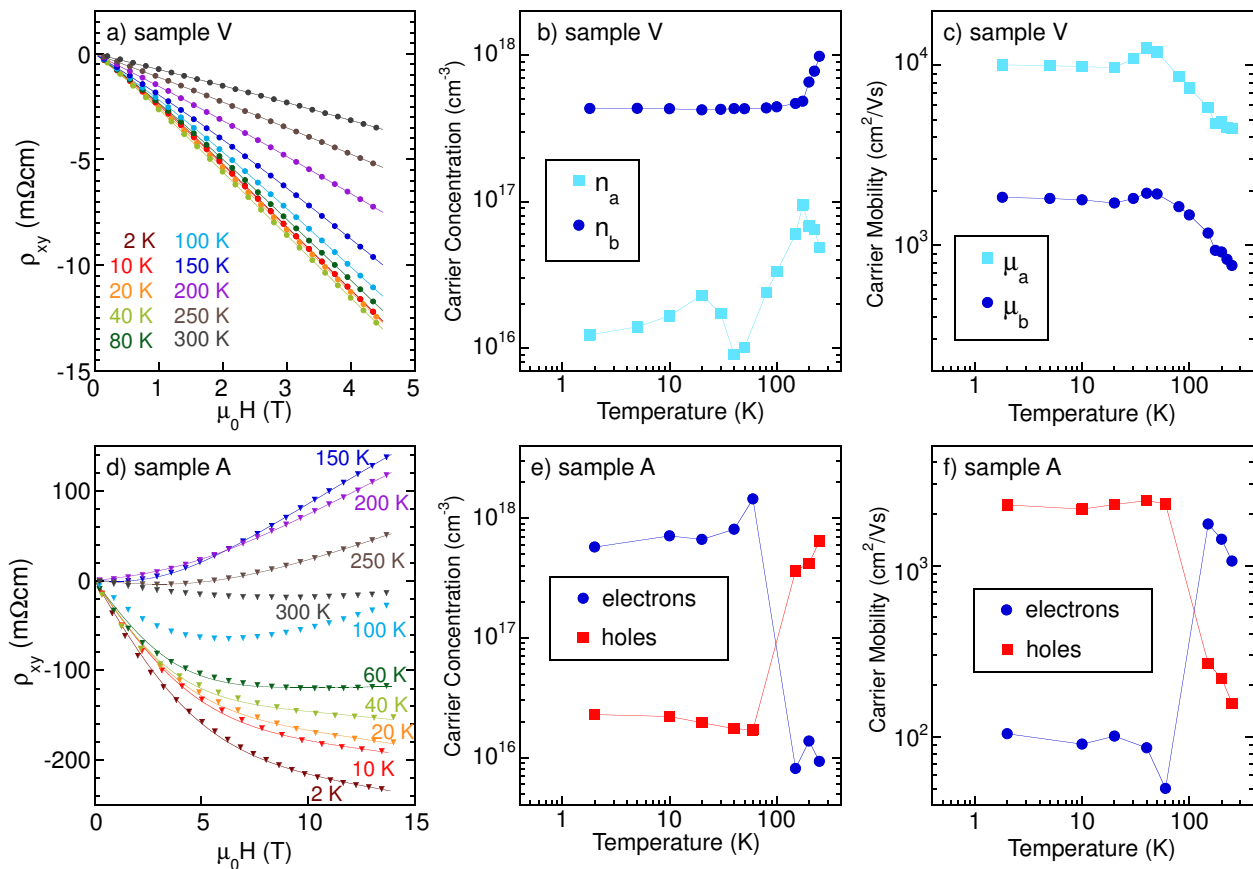 a) sample V
0
-5
-10
-15
ρxy (mΩcm)
2 K 100 K
10 K 150 K
20 K 200 K
40 K 250 K
80 K 300 K
0 1 2 3 4 5
μ0H (T)
b) sample V
10^18
10^17
10^16
Carrier Concentration (cm^-3)
na
nb
1 10 100
Temperature (K)
c) sample V
10^4
10^3
Carrier Mobility (cm^2/Vs)
μa
μb
1 10 100
Temperature (K)
d) sample A
100
0
-100
-200
ρxy (mΩcm)
150 K
200 K
250 K
300 K
100 K
60 K
40 K
20 K
10 K
2 K
0 5 10 15
μ0H (T)
e) sample A
10^18
10^17
10^16
Carrier Concentration (cm^-3)
electrons
holes
1 10 100
Temperature (K)
f) sample A
10^3
10^2
Carrier Mobility (cm^2/Vs)
electrons
holes
1 10 100
Temperature (K)